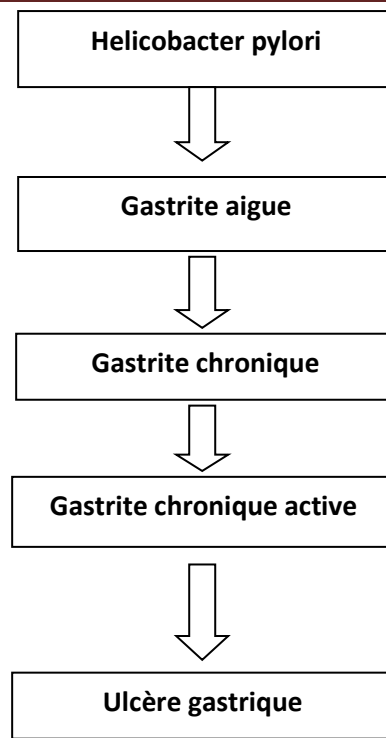 Helicobacter pylori
Gastrite aigue
Gastrite chronique
Gastrite chronique active
Ulcère gastrique